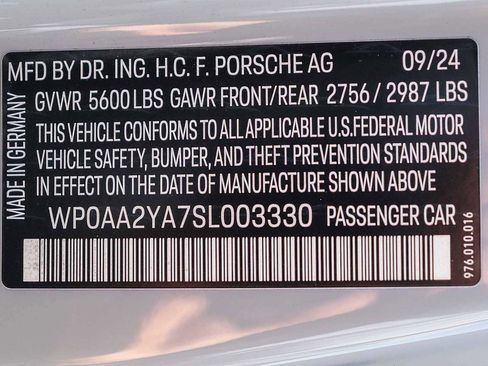 MFD BY DR. ING. H.C. F. PORSCHE AG 09/24
GVWR 5600 LBS GAWR FRONT/REAR 2756 / 2987 LBS
THIS VEHICLE CONFORMS TO ALL APPLICABLE U.S.FEDERAL MOTOR
VEHICLE SAFETY, BUMPER, AND THEFT PREVENTION STANDARDS
IN EFFECT ON THE DATE OF MANUFACTURE SHOWN ABOVE
WP0AA2YA7SL003330 PASSENGER CAR
MADE IN GERMANY
976.010.016